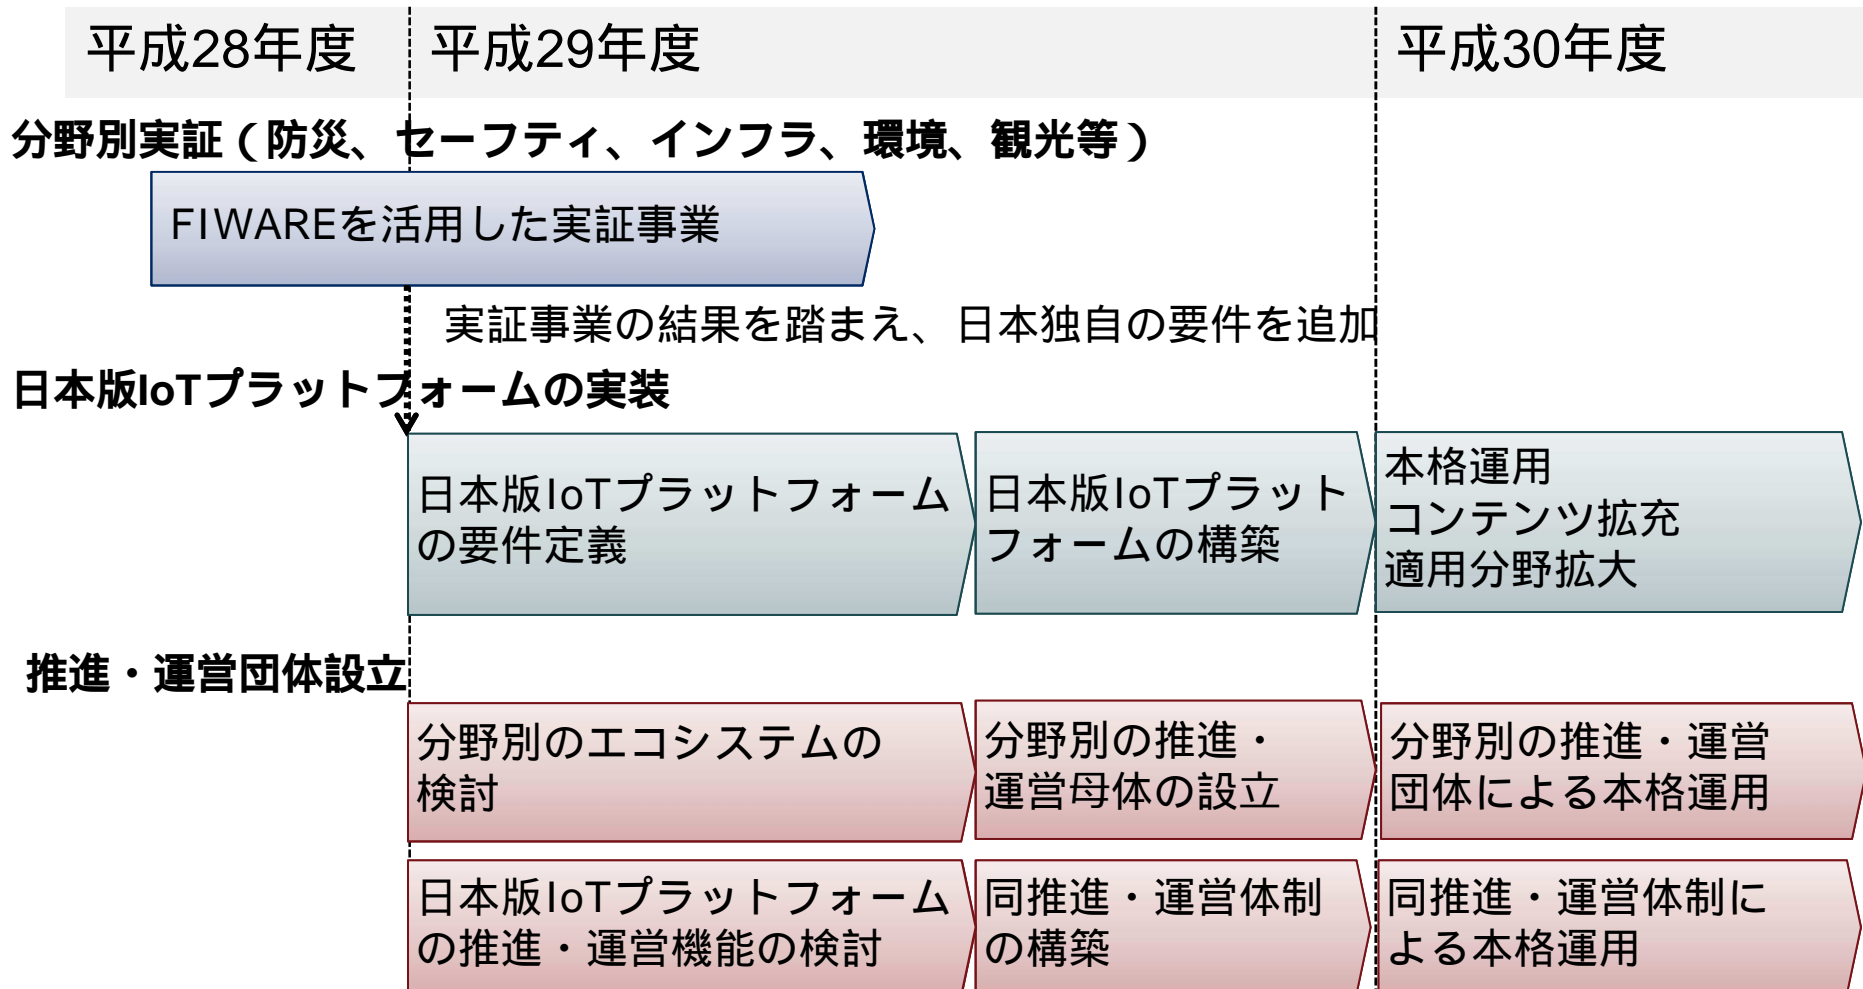 平成28年度
平成29年度
平成30年度
分野別実証（防災、セーフティ、インフラ、環境、観光等）
FIWAREを活用した実証事業
実証事業の結果を踏まえ、日本独自の要件を追加
日本版IoTプラットフォームの実装
日本版IoTプラットフォーム
の要件定義
日本版IoTプラット
フォームの構築
本格運用
コンテンツ拡充
適用分野拡大
推進・運営団体設立
分野別のエコシステムの
検討
分野別の推進・
運営母体の設立
分野別の推進・運営
団体による本格運用
日本版IoTプラットフォーム
の推進・運営機能の検討
同推進・運営体制
の構築
同推進・運営体制に
よる本格運用